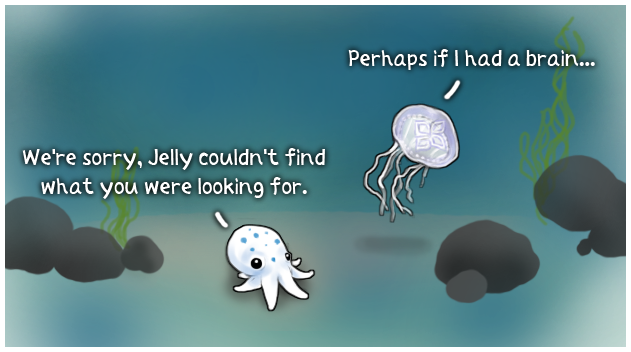 Perhaps if I had a brain...
We're sorry, Jelly couldn't find
what you were looking for.